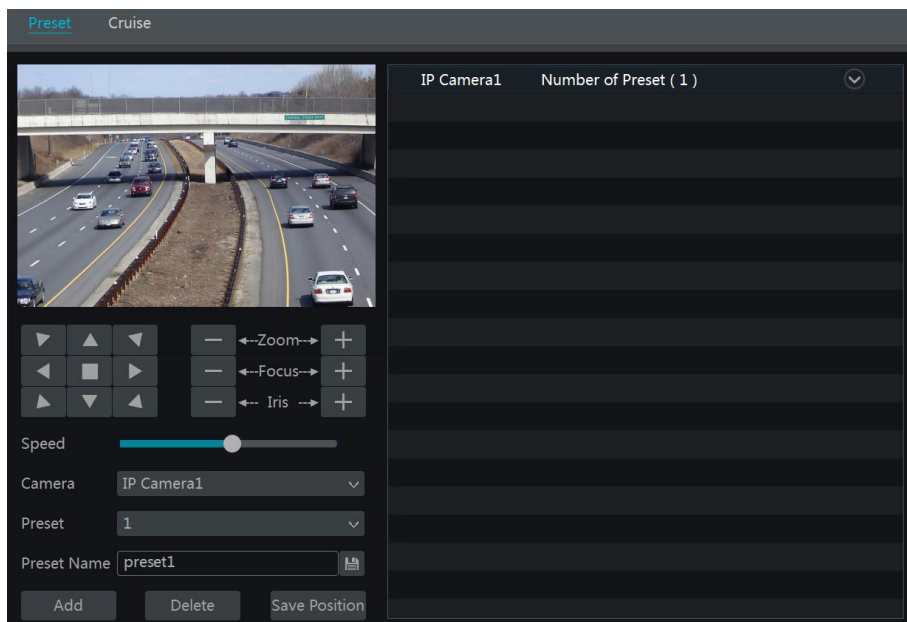 Preset Cruise
IP Camera1 Number of Preset ( 1 )
Zoom
Focus
Iris
Speed
Camera IP Camera1
Preset 1
Preset Name preset1
Add Delete Save Position